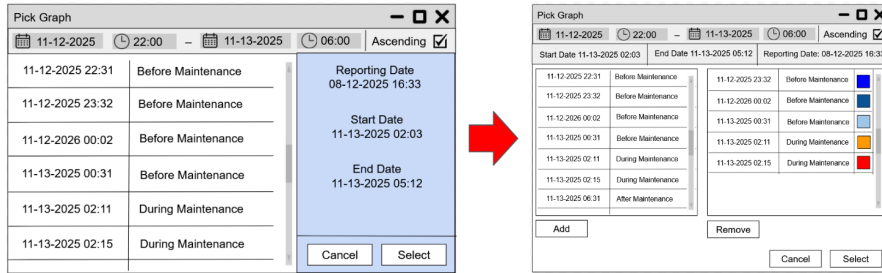 Pick Graph
11-12-2025 22:00 – 11-13-2025 06:00 Ascending
11-12-2025 22:31 Before Maintenance
11-12-2025 23:32 Before Maintenance
11-12-2026 00:02 Before Maintenance
11-13-2025 00:31 Before Maintenance
11-13-2025 02:11 During Maintenance
11-13-2025 02:15 During Maintenance
Reporting Date
08-12-2025 16:33
Start Date
11-13-2025 02:03
End Date
11-13-2025 05:12
Cancel Select
Pick Graph
11-12-2025 22:00 – 11-13-2025 06:00 Ascending
Start Date 11-13-2025 02:03 End Date 11-13-2025 05:12 Reporting Date: 08-12-2025 16:33
11-12-2025 22:31 Before Maintenance
11-12-2025 23:32 Before Maintenance
11-12-2026 00:02 Before Maintenance
11-13-2025 00:31 Before Maintenance
11-13-2025 02:11 During Maintenance
11-13-2025 02:15 During Maintenance
11-13-2025 06:31 After Maintenance
Add
11-12-2025 23:32 Before Maintenance
11-12-2026 00:02 Before Maintenance
11-13-2025 00:31 Before Maintenance
11-13-2025 02:11 During Maintenance
11-13-2025 02:15 During Maintenance
Remove
Cancel Select